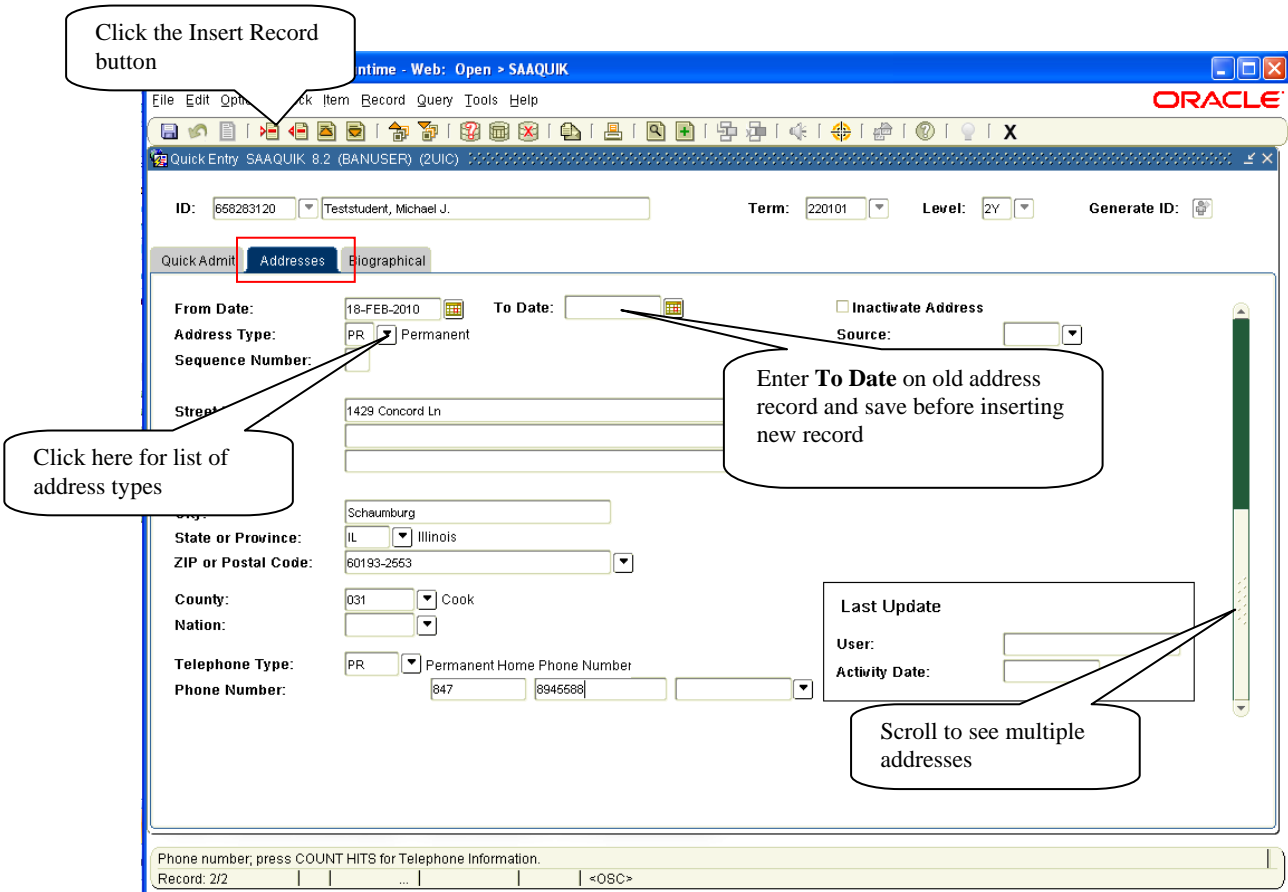 Click the Insert Record
button
ntime - Web: Open > SAAQUIK
File Edit Opti ck Item Record Query Tools Help
ORACLE
X
Quick Entry SAAQUIK 8.2 (BANUSER) (2UIC)
ID: 658283120 Teststudent, Michael J. Term: 220101 Level: 2Y Generate ID:
Quick Admit Addresses Biographical
From Date: 18-FEB-2010 To Date: Inactivate Address
Address Type: PR Permanent Source:
Sequence Number:
Enter To Date on old address
record and save before inserting
new record
Street 1429 Concord Ln
Click here for list of
address types
City: Schaumburg
State or Province: IL Illinois
ZIP or Postal Code: 60193-2553
County: 031 Cook
Nation:
Last Update
User:
Activity Date:
Telephone Type: PR Permanent Home Phone Number
Phone Number: 847 8945588
Scroll to see multiple
addresses
Phone number; press COUNT HITS for Telephone Information.
Record: 2/2 ... <OSC>